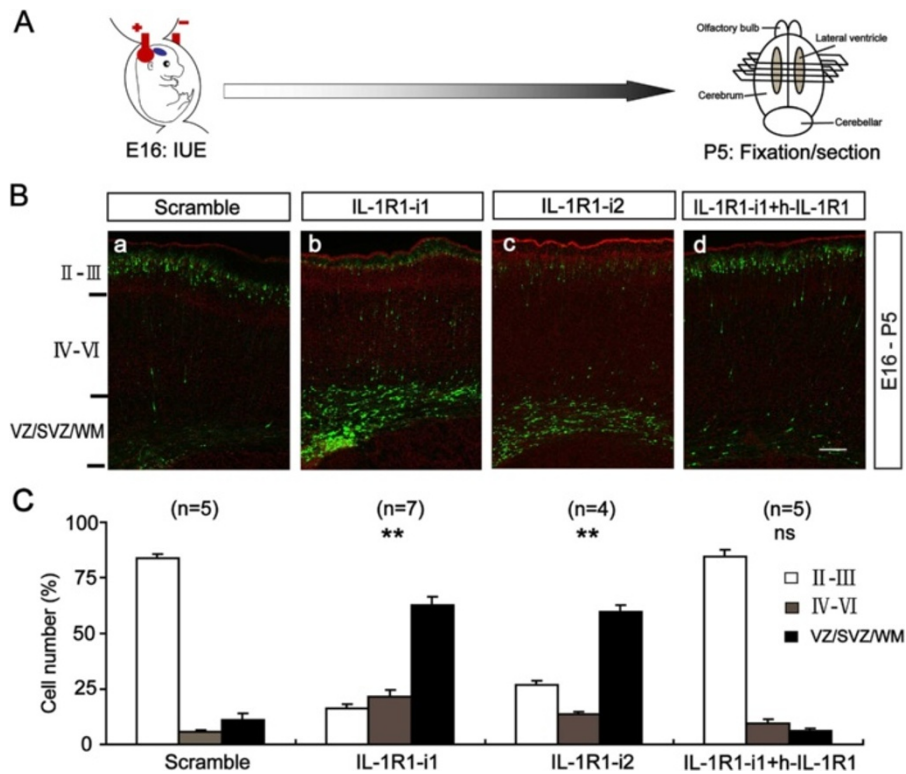 A
+ −
Olfactory bulb
Lateral ventricle
Cerebrum
Cerebellar
E16: IUE
P5: Fixation/section
B
Scramble IL-1R1-i1 IL-1R1-i2 IL-1R1-i1+h-IL-1R1
a b c d
Ⅱ-Ⅲ
Ⅳ-Ⅵ
VZ/SVZ/WM
E16 - P5
C
(n=5) (n=7) (n=4) (n=5)
** ** ns
Cell number (%)
100
75
50
25
0
Ⅱ-Ⅲ
Ⅳ-Ⅵ
VZ/SVZ/WM
Scramble IL-1R1-i1 IL-1R1-i2 IL-1R1-i1+h-IL-1R1